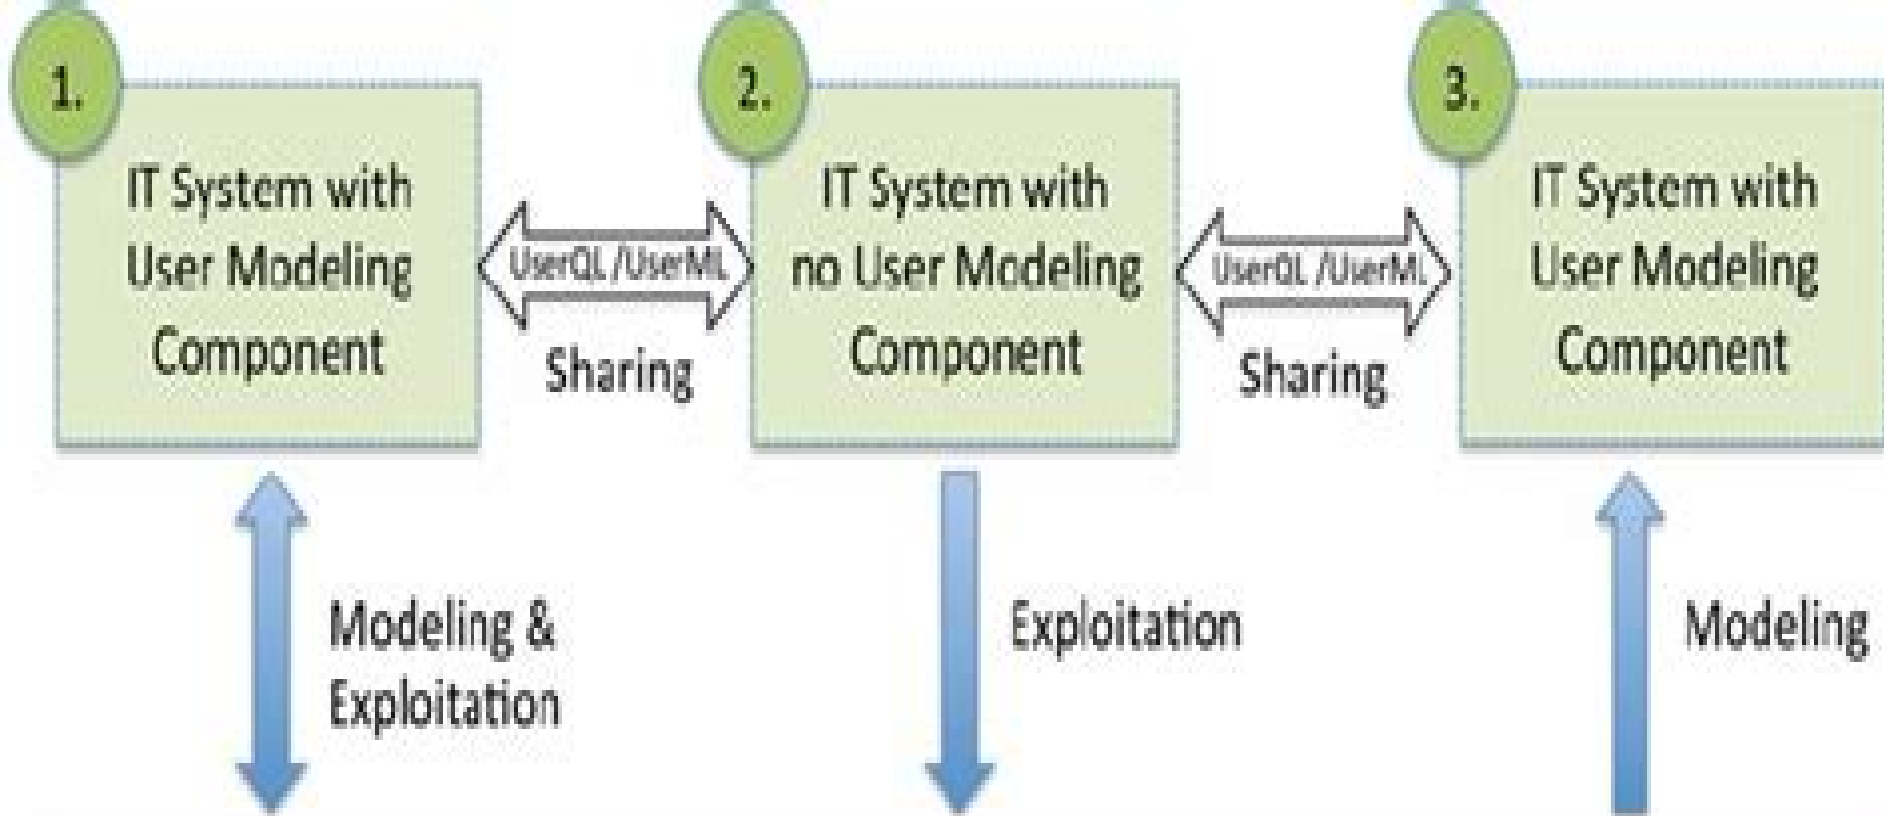 1.
IT System with
User Modeling
Component
UserQL /UserML
Sharing
2.
IT System with
no User Modeling
Component
UserQL /UserML
Sharing
3.
IT System with
User Modeling
Component
Modeling &
Exploitation
Exploitation
Modeling